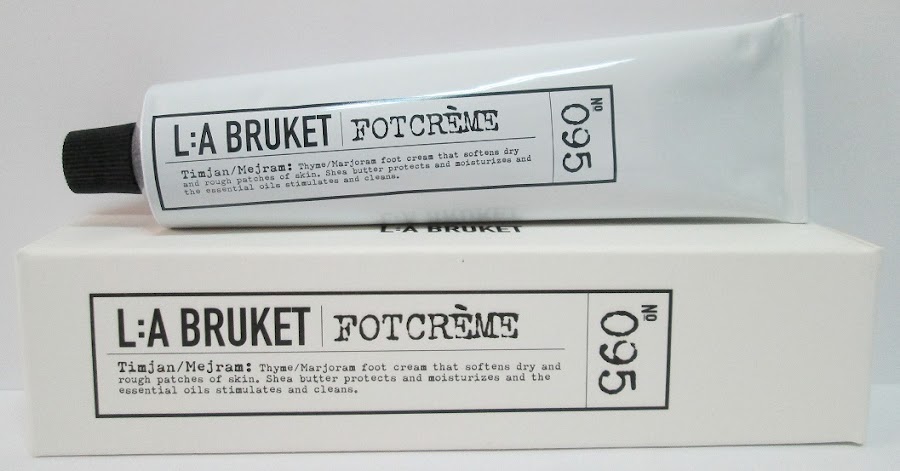 L:A BRUKET FOTCRÈME
Timjan/Mejram: Thyme/Marjoram foot cream that softens dry
and rough patches of skin. Shea butter protects and moisturizes and
the essential oils stimulates and cleans.
No 095
L:A BRUKET
L:A BRUKET FOTCRÈME
Timjan/Mejram: Thyme/Marjoram foot cream that softens dry and
rough patches of skin. Shea butter protects and moisturizes and the
essential oils stimulates and cleans.
No 095